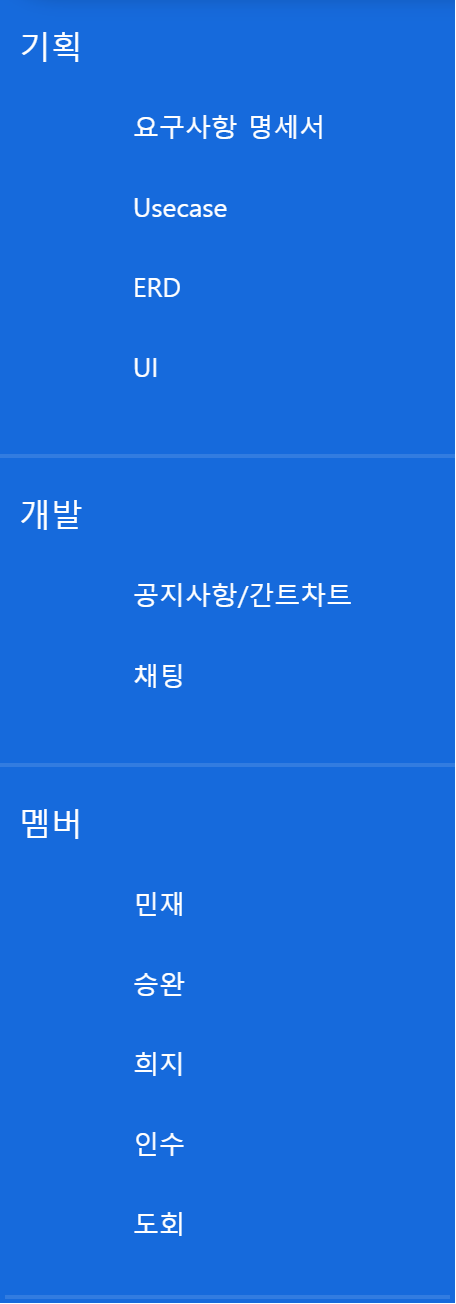 기획
요구사항 명세서
Usecase
ERD
UI
개발
공지사항/간트차트
채팅
멤버
민재
승완
희지
인수
도회